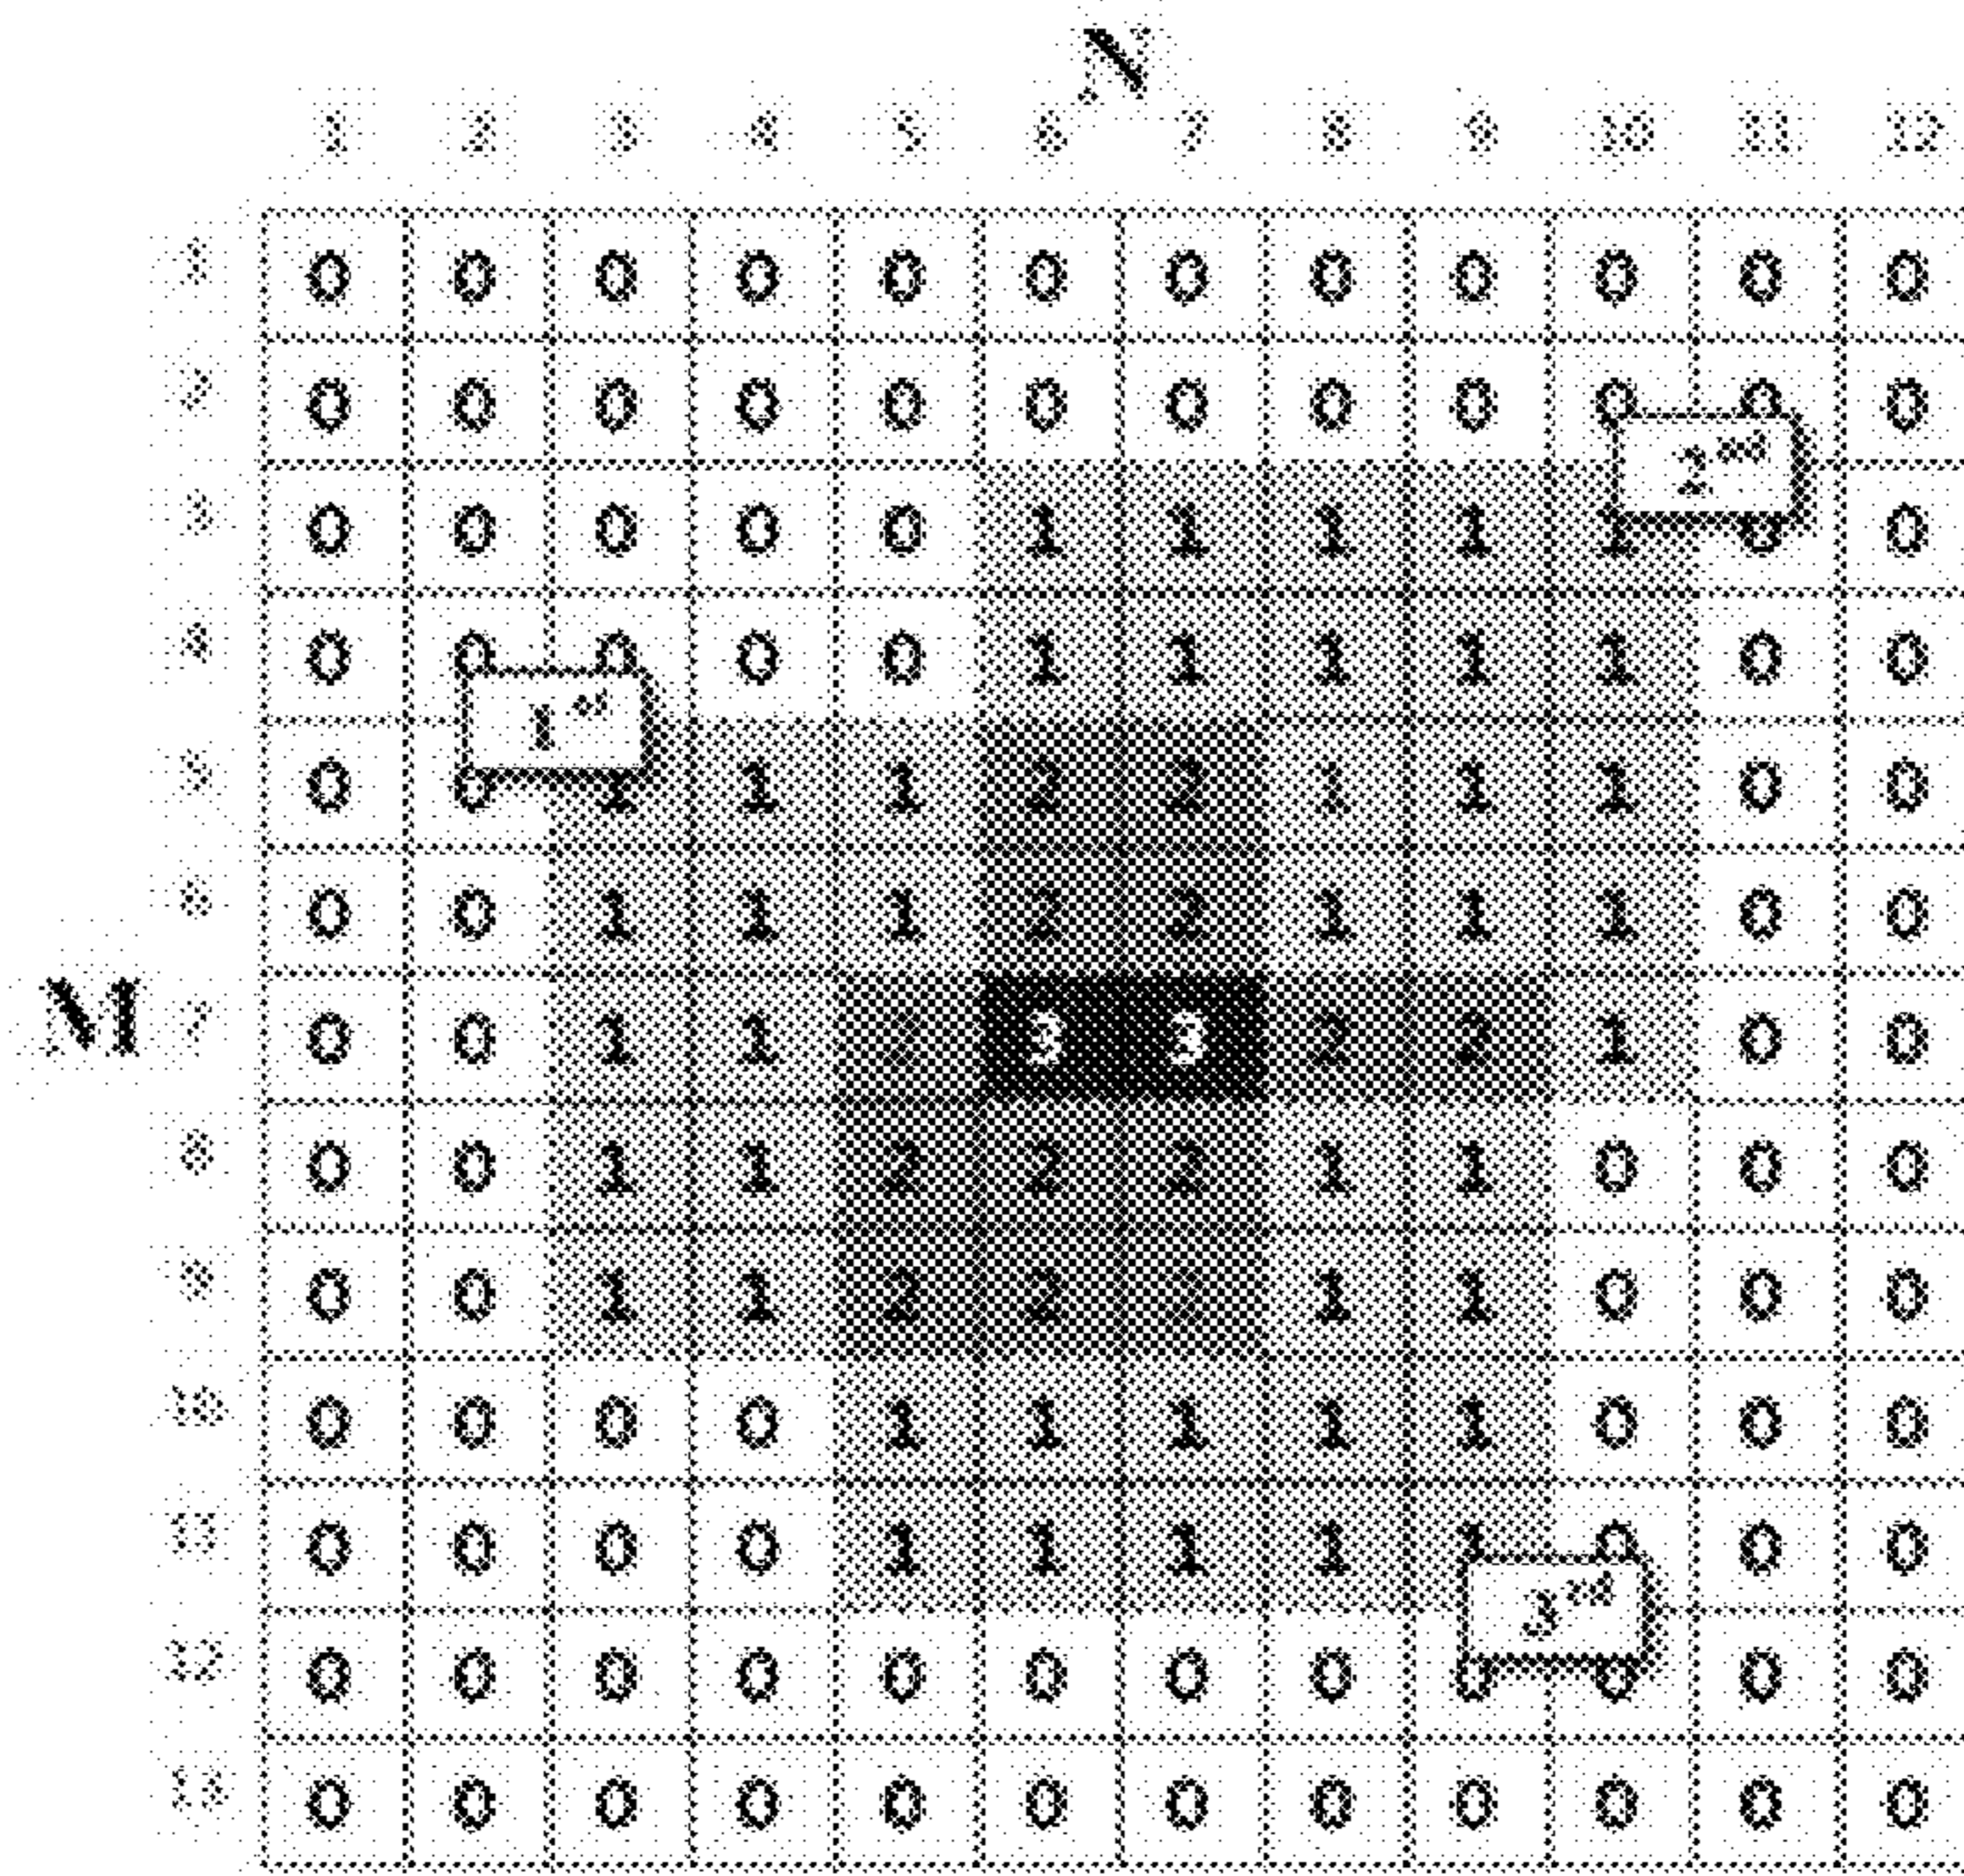 N
1 2 3 4 5 6 7 8 9 10 11 12
1 0 0 0 0 0 0 0 0 0 0 0 0
2 0 0 0 0 0 0 0 0 0 0 0 0
2nd
3 0 0 0 0 0 1 1 1 1 1 0 0
4 0 0 0 0 0 1 1 1 1 1 0 0
1st
5 0 0 1 1 1 2 2 1 1 1 0 0
6 0 0 1 1 1 2 2 1 1 1 0 0
M 7 0 0 1 1 2 3 3 2 2 1 0 0
8 0 0 1 1 2 2 2 1 1 0 0 0
9 0 0 1 1 2 2 2 1 1 0 0 0
10 0 0 0 0 1 1 1 1 1 0 0 0
11 0 0 0 0 1 1 1 1 1 0 0 0
3rd
12 0 0 0 0 0 0 0 0 0 0 0 0
13 0 0 0 0 0 0 0 0 0 0 0 0